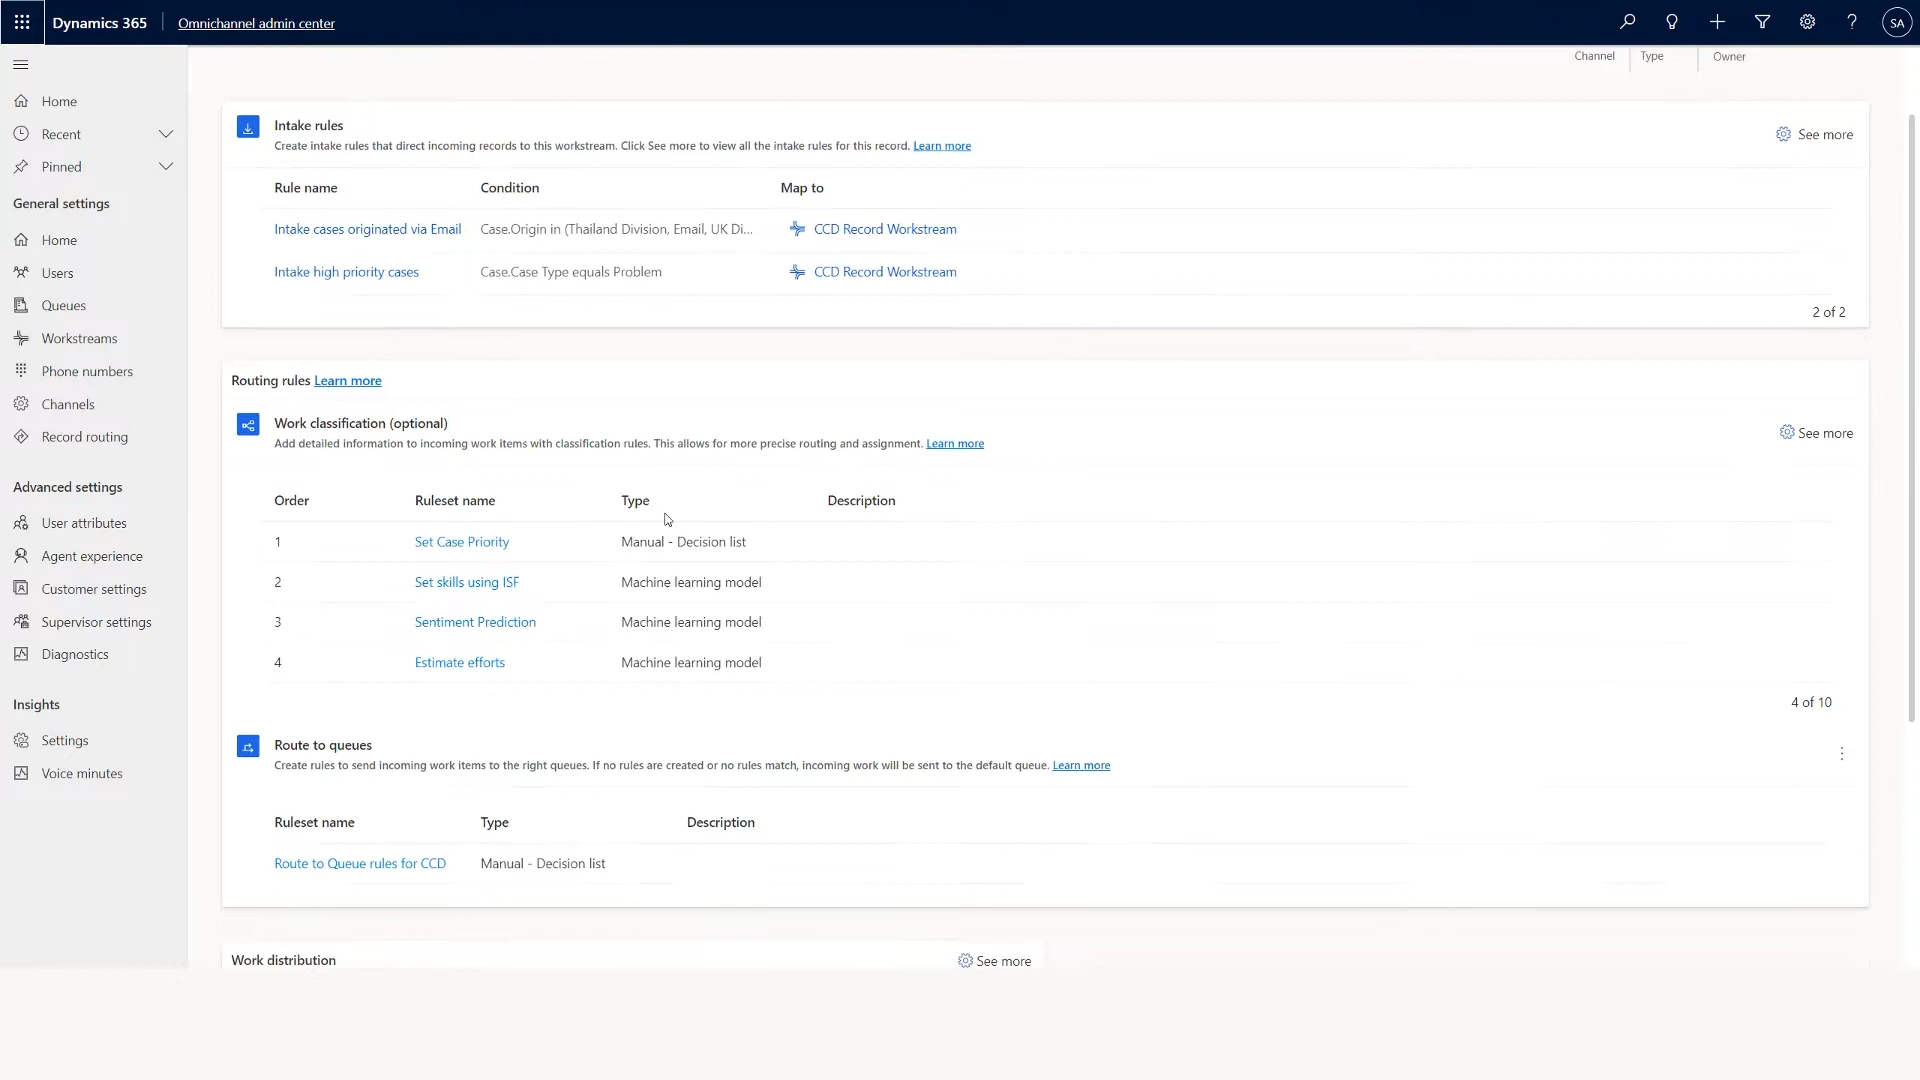 Dynamics 365
Omnichannel admin center
SA
Channel
Type
Owner
Home
Recent
Pinned
General settings
Home
Users
Queues
Workstreams
Phone numbers
Channels
Record routing
Advanced settings
User attributes
Agent experience
Customer settings
Supervisor settings
Diagnostics
Insights
Settings
Voice minutes
Intake rules
Create intake rules that direct incoming records to this workstream. Click See more to view all the intake rules for this record. Learn more
See more
Rule name Condition Map to
Intake cases originated via Email Case.Origin in (Thailand Division, Email, UK Di... CCD Record Workstream
Intake high priority cases Case.Case Type equals Problem CCD Record Workstream
2 of 2
Routing rules Learn more
Work classification (optional)
Add detailed information to incoming work items with classification rules. This allows for more precise routing and assignment. Learn more
See more
Order Ruleset name Type Description
1 Set Case Priority Manual - Decision list
2 Set skills using ISF Machine learning model
3 Sentiment Prediction Machine learning model
4 Estimate efforts Machine learning model
4 of 10
Route to queues
Create rules to send incoming work items to the right queues. If no rules are created or no rules match, incoming work will be sent to the default queue. Learn more
Ruleset name Type Description
Route to Queue rules for CCD Manual - Decision list
Work distribution
See more